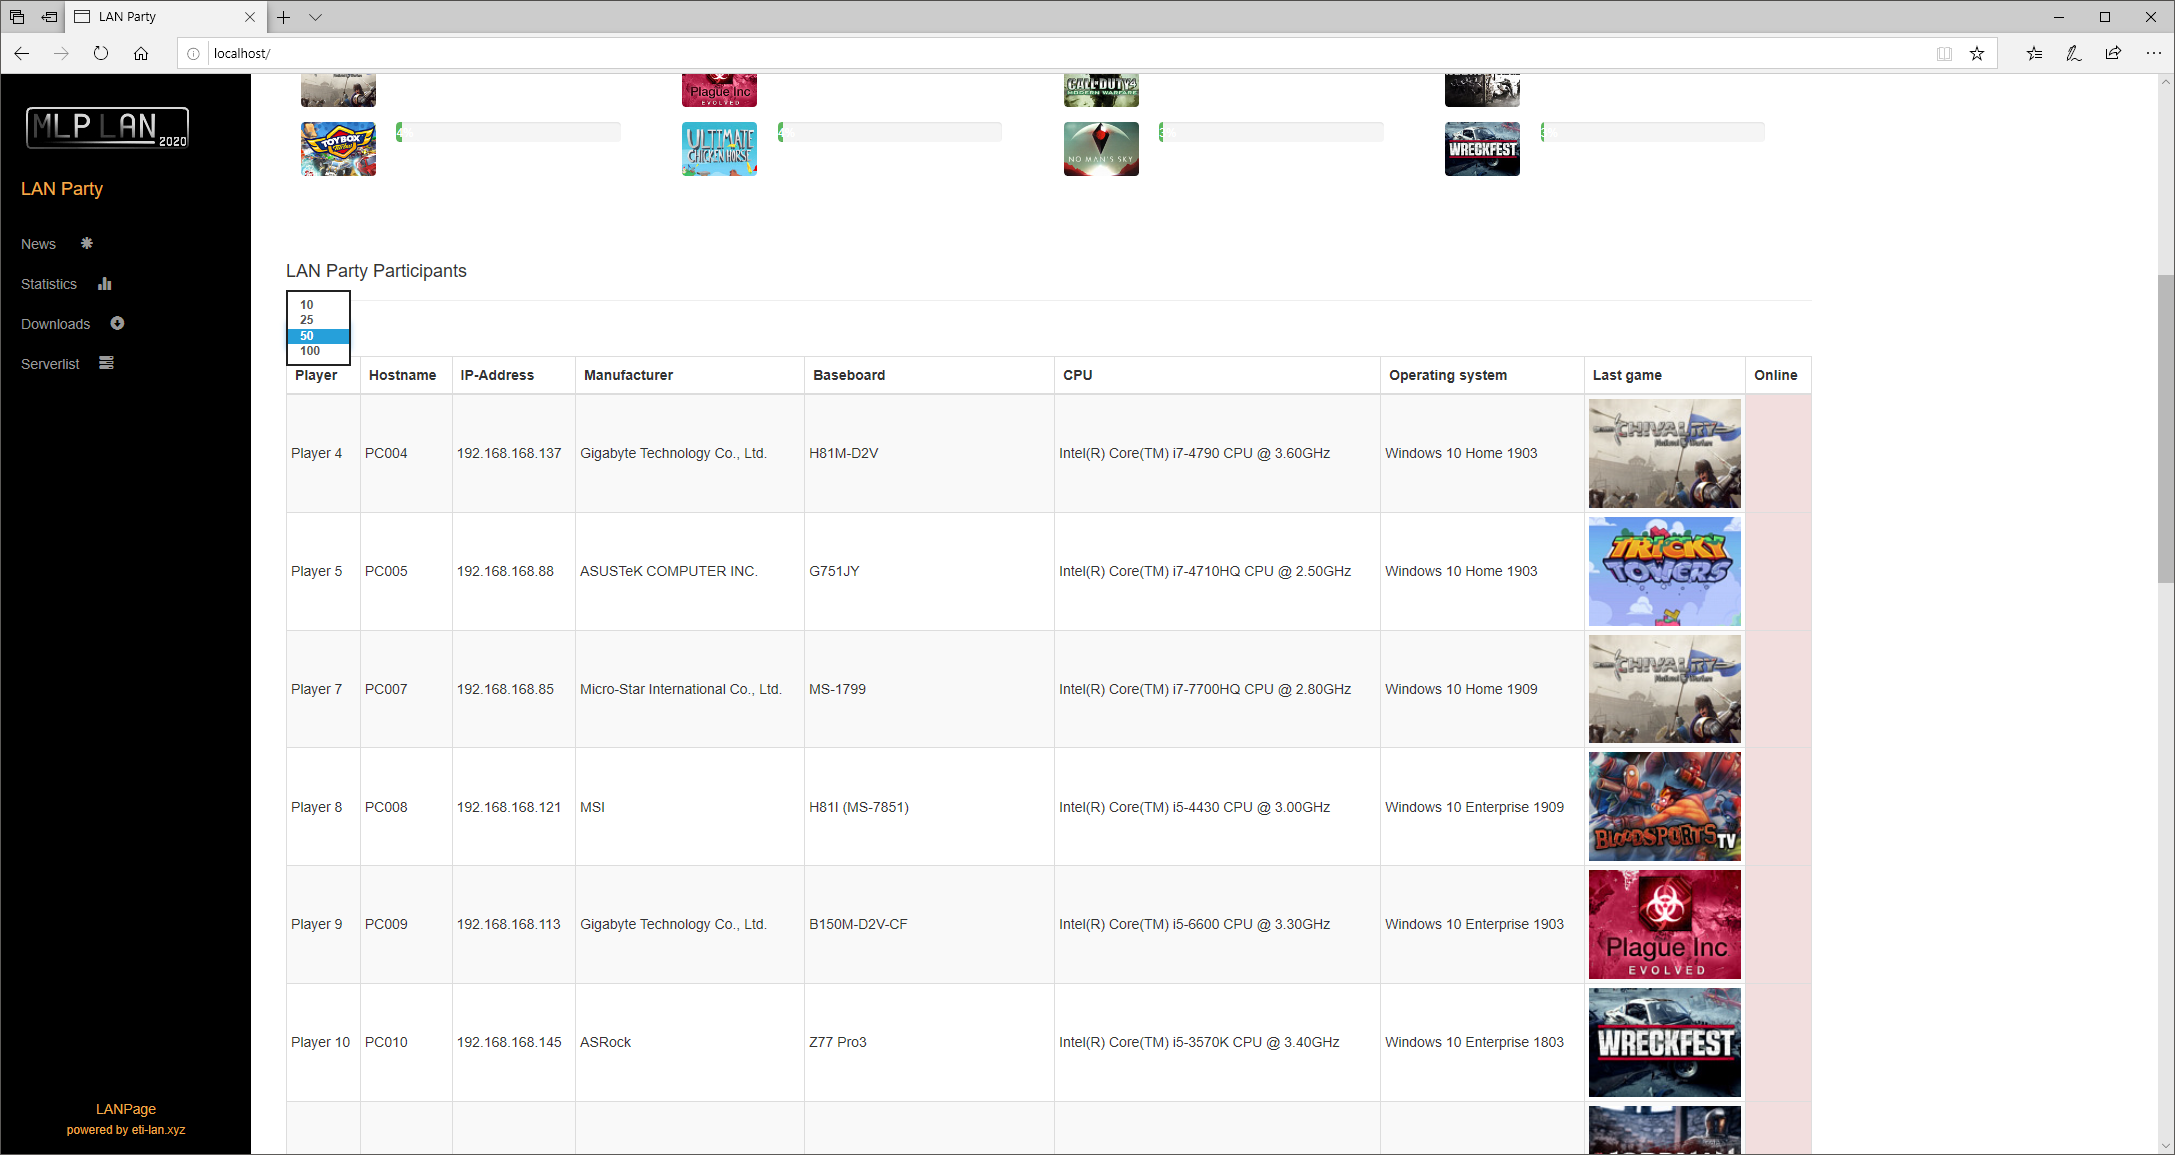 LAN Party
localhost/
MLP LAN 2020
LAN Party
News
Statistics
Downloads
Serverlist
LANPage
powered by eti-lan.xyz
Plague Inc
EVOLVED
CALL OF DUTY 4
MODERN WARFARE
TOYBOX
4%
ULTIMATE
CHICKEN HORSE
4%
NO MAN'S SKY
3%
WRECKFEST
3%
LAN Party Participants
10
25
50
100
Player Hostname IP-Address Manufacturer Baseboard CPU Operating system Last game Online
Player 4 PC004 192.168.168.137 Gigabyte Technology Co., Ltd. H81M-D2V Intel(R) Core(TM) i7-4790 CPU @ 3.60GHz Windows 10 Home 1903 CHIVALRY
Player 5 PC005 192.168.168.88 ASUSTeK COMPUTER INC. G751JY Intel(R) Core(TM) i7-4710HQ CPU @ 2.50GHz Windows 10 Home 1903 TRICKY TOWERS
Player 7 PC007 192.168.168.85 Micro-Star International Co., Ltd. MS-1799 Intel(R) Core(TM) i7-7700HQ CPU @ 2.80GHz Windows 10 Home 1909 CHIVALRY
Player 8 PC008 192.168.168.121 MSI H81I (MS-7851) Intel(R) Core(TM) i5-4430 CPU @ 3.00GHz Windows 10 Enterprise 1909 BLOODSPORTS TV
Player 9 PC009 192.168.168.113 Gigabyte Technology Co., Ltd. B150M-D2V-CF Intel(R) Core(TM) i5-6600 CPU @ 3.30GHz Windows 10 Enterprise 1903 Plague Inc EVOLVED
Player 10 PC010 192.168.168.145 ASRock Z77 Pro3 Intel(R) Core(TM) i5-3570K CPU @ 3.40GHz Windows 10 Enterprise 1803 WRECKFEST